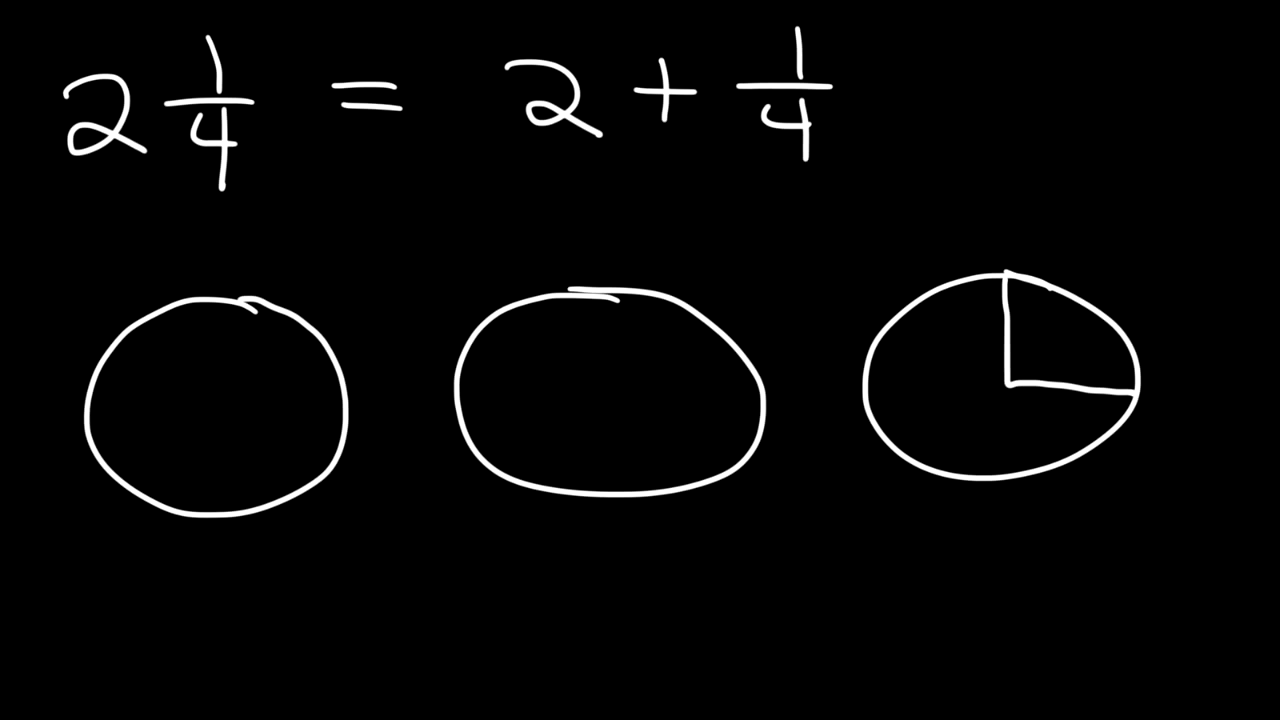 2 1/4 = 2 + 1/4